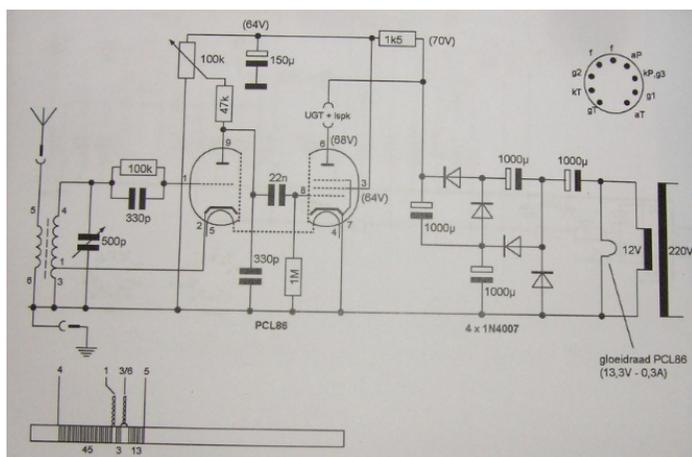 (64V)
1k5
(70V)
100k
150µ
47k
UGT + lspk
(68V)
9
6
100k
1
330p
22n
8
3
(64V)
2
5
4
7
5
4
500p
1
6
3
330p
1M
PCL86
1000µ
1000µ
1000µ
1000µ
4 x 1N4007
12V
220V
gloeidraad PCL86
(13,3V - 0,3A)
f
f
g2
aP
kT
kP,g3
g1
gT
aT
4
1
3/6
5
45
3
13